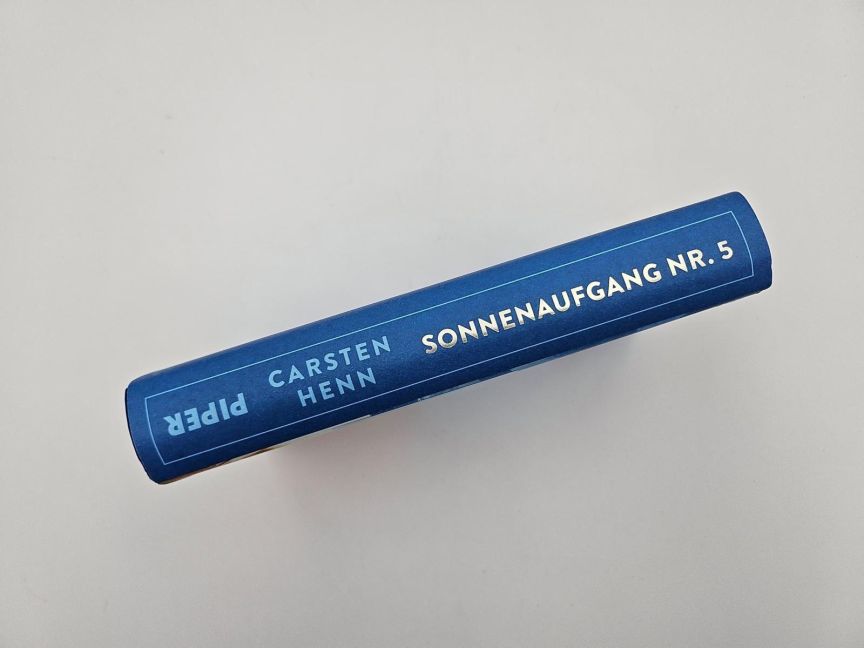 PIPER
CARSTEN
HENN
SONNENAUFGANG NR. 5